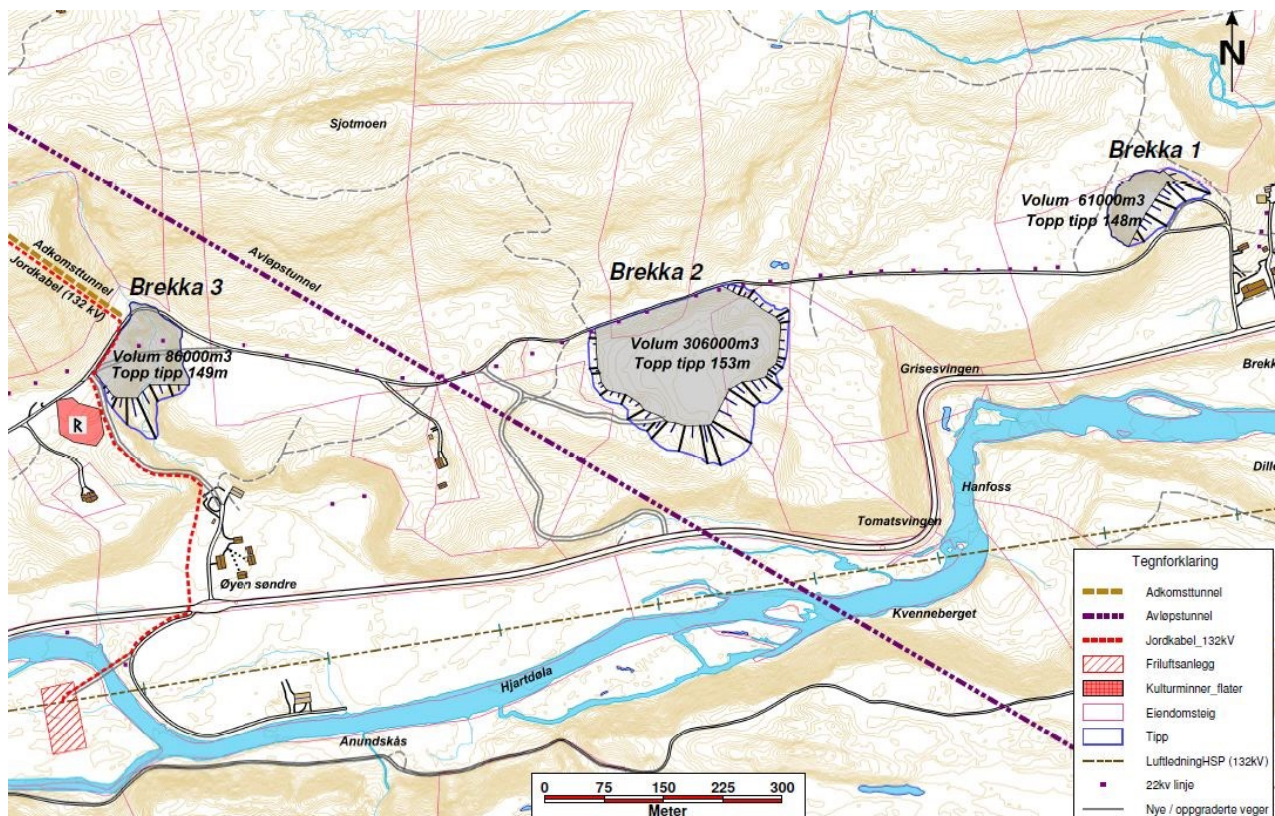 N
Sjotmoen
Brekka 1
Volum 61000m3
Topp tipp 148m
Adkomsttunnel
Jordkabel (132 kV)
Avløpstunnel
Brekka 2
Brekka 3
Volum 306000m3
Topp tipp 153m
Volum 86000m3
Topp tipp 149m
Grisesvingen
Brekk
R
Hanfoss
Dille
Tomatsvingen
Øyen søndre
Kvenneberget
Hjartdøla
Anundskås
0 75 150 225 300
Meter
Tegnforklaring
Adkomsttunnel
Avløpstunnel
Jordkabel_132kV
Friluftsanlegg
Kulturminner_flater
Eiendomsteig
Tipp
LuftledningHSP (132kV)
22kv linje
Nye / oppgraderte veger